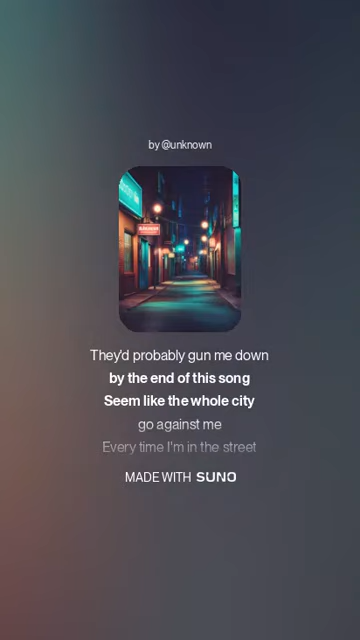 by @unknown
They'd probably gun me down
by the end of this song
Seem like the whole city
go against me
Every time I'm in the street
MADE WITH SUNO